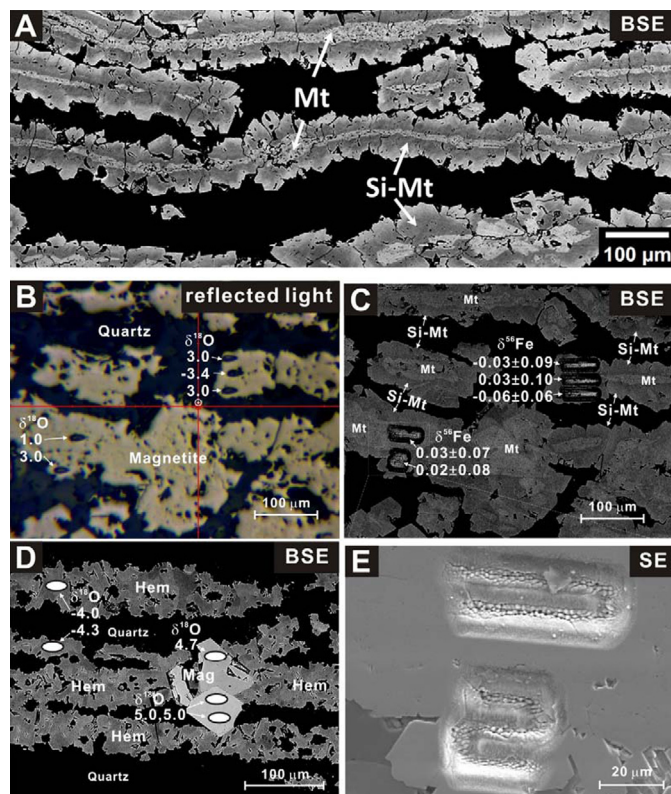 A
BSE
Mt
Si-Mt
100 μm
B
reflected light
Quartz
δ18O
3.0
-3.4
3.0
δ18O
1.0
3.0
Magnetite
100 μm
C
BSE
Mt
Si-Mt
δ56Fe
Si-Mt
Mt
-0.03±0.09
0.03±0.10
-0.06±0.06
Mt
Si-Mt
Si-Mt
Mt
δ56Fe
Mt
0.03±0.07
0.02±0.08
100 μm
D
BSE
Hem
δ18O
-4.0
-4.3
Quartz
δ18O
4.7
Mag
Hem
Hem
δ18O
5.0,5.0
Hem
Quartz
100 μm
E
SE
20 μm